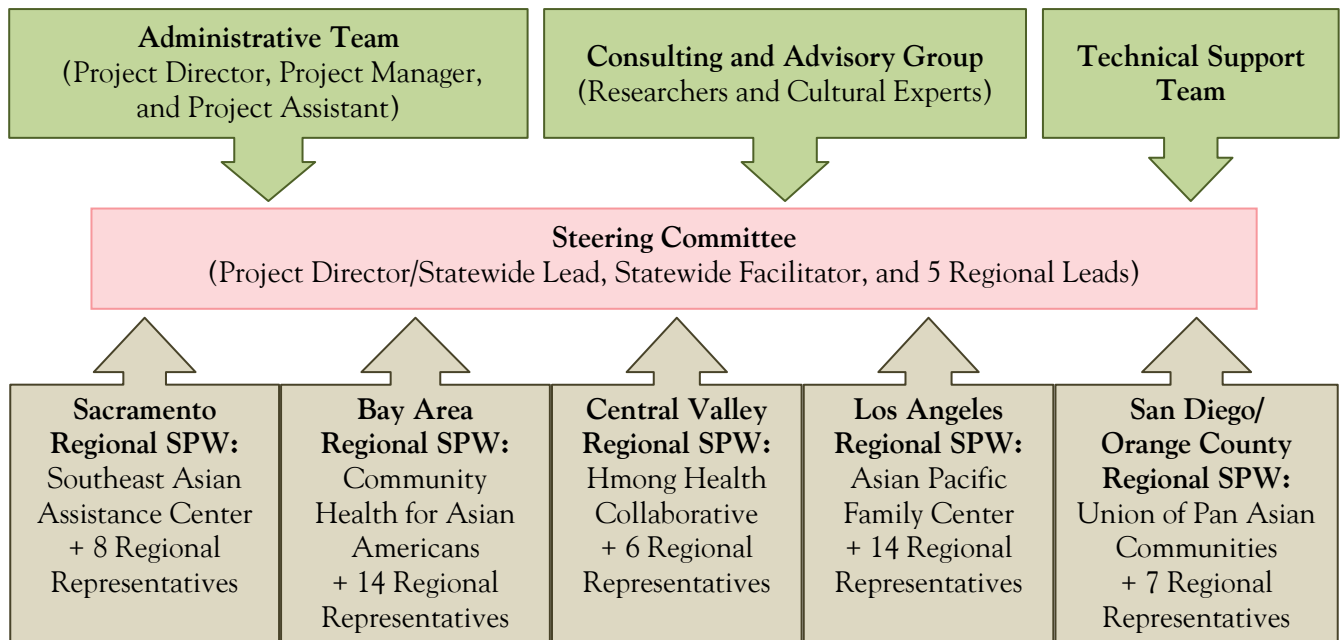 Administrative Team
(Project Director, Project Manager,
and Project Assistant)
Consulting and Advisory Group
(Researchers and Cultural Experts)
Technical Support
Team
Steering Committee
(Project Director/Statewide Lead, Statewide Facilitator, and 5 Regional Leads)
Sacramento
Regional SPW:
Southeast Asian
Assistance Center
+ 8 Regional
Representatives
Bay Area
Regional SPW:
Community
Health for Asian
Americans
+ 14 Regional
Representatives
Central Valley
Regional SPW:
Hmong Health
Collaborative
+ 6 Regional
Representatives
Los Angeles
Regional SPW:
Asian Pacific
Family Center
+ 14 Regional
Representatives
San Diego/
Orange County
Regional SPW:
Union of Pan Asian
Communities
+ 7 Regional
Representatives